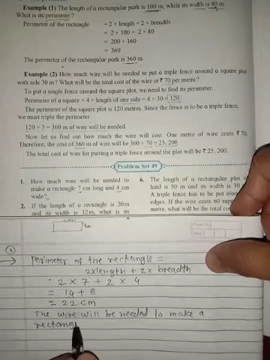 Example (1) The length of a rectangular park is 100 m, while its width is 80 m.
What is its perimeter?
Perimeter of the rectangle = 2 × length + 2 × breadth
= 2 × 100 + 2 × 80
= 200 + 160
= 360
The perimeter of the rectangular park is 360 m
Example (2) How much wire will be needed to put a triple fence around a square plot
with side 30 m? What will be the total cost of the wire at ₹ 70 per metre?
To put a triple fence around the square plot, we need to find its perimeter.
Perimeter of a square = 4 × length of one side = 4 × 30 = 120
The perimeter of the square plot is 120 metres. Since the fence is to be a triple fence,
we must triple the perimeter.
120 × 3 = 360 m of wire will be needed
Now let us find out how much the wire will cost. One metre of wire costs ₹ 70.
Therefore, the cost of 360 m of wire will be 360 × 70 = 25,200
The total cost of wire for putting a triple fence around the plot will be ₹ 25,200.
Problem Set 49
1. How much wire will be needed to
make a rectangle 7 cm long and 4 cm
wide?
2. If the length of a rectangle is 20m
and its width is 12m, what is its
6. The length of a rectangular plot
land is 50 m and its width is 30
A triple fence has to be put along
edges. If the wire costs 60 rupees
metre, what will be the total cost
1
→ Perimeter of the rectangle =
2×length + 2× breadth
= 2 × 7 + 2 × 4
= 14 + 8
= 22 cm
The wire will be needed to make a
rectang